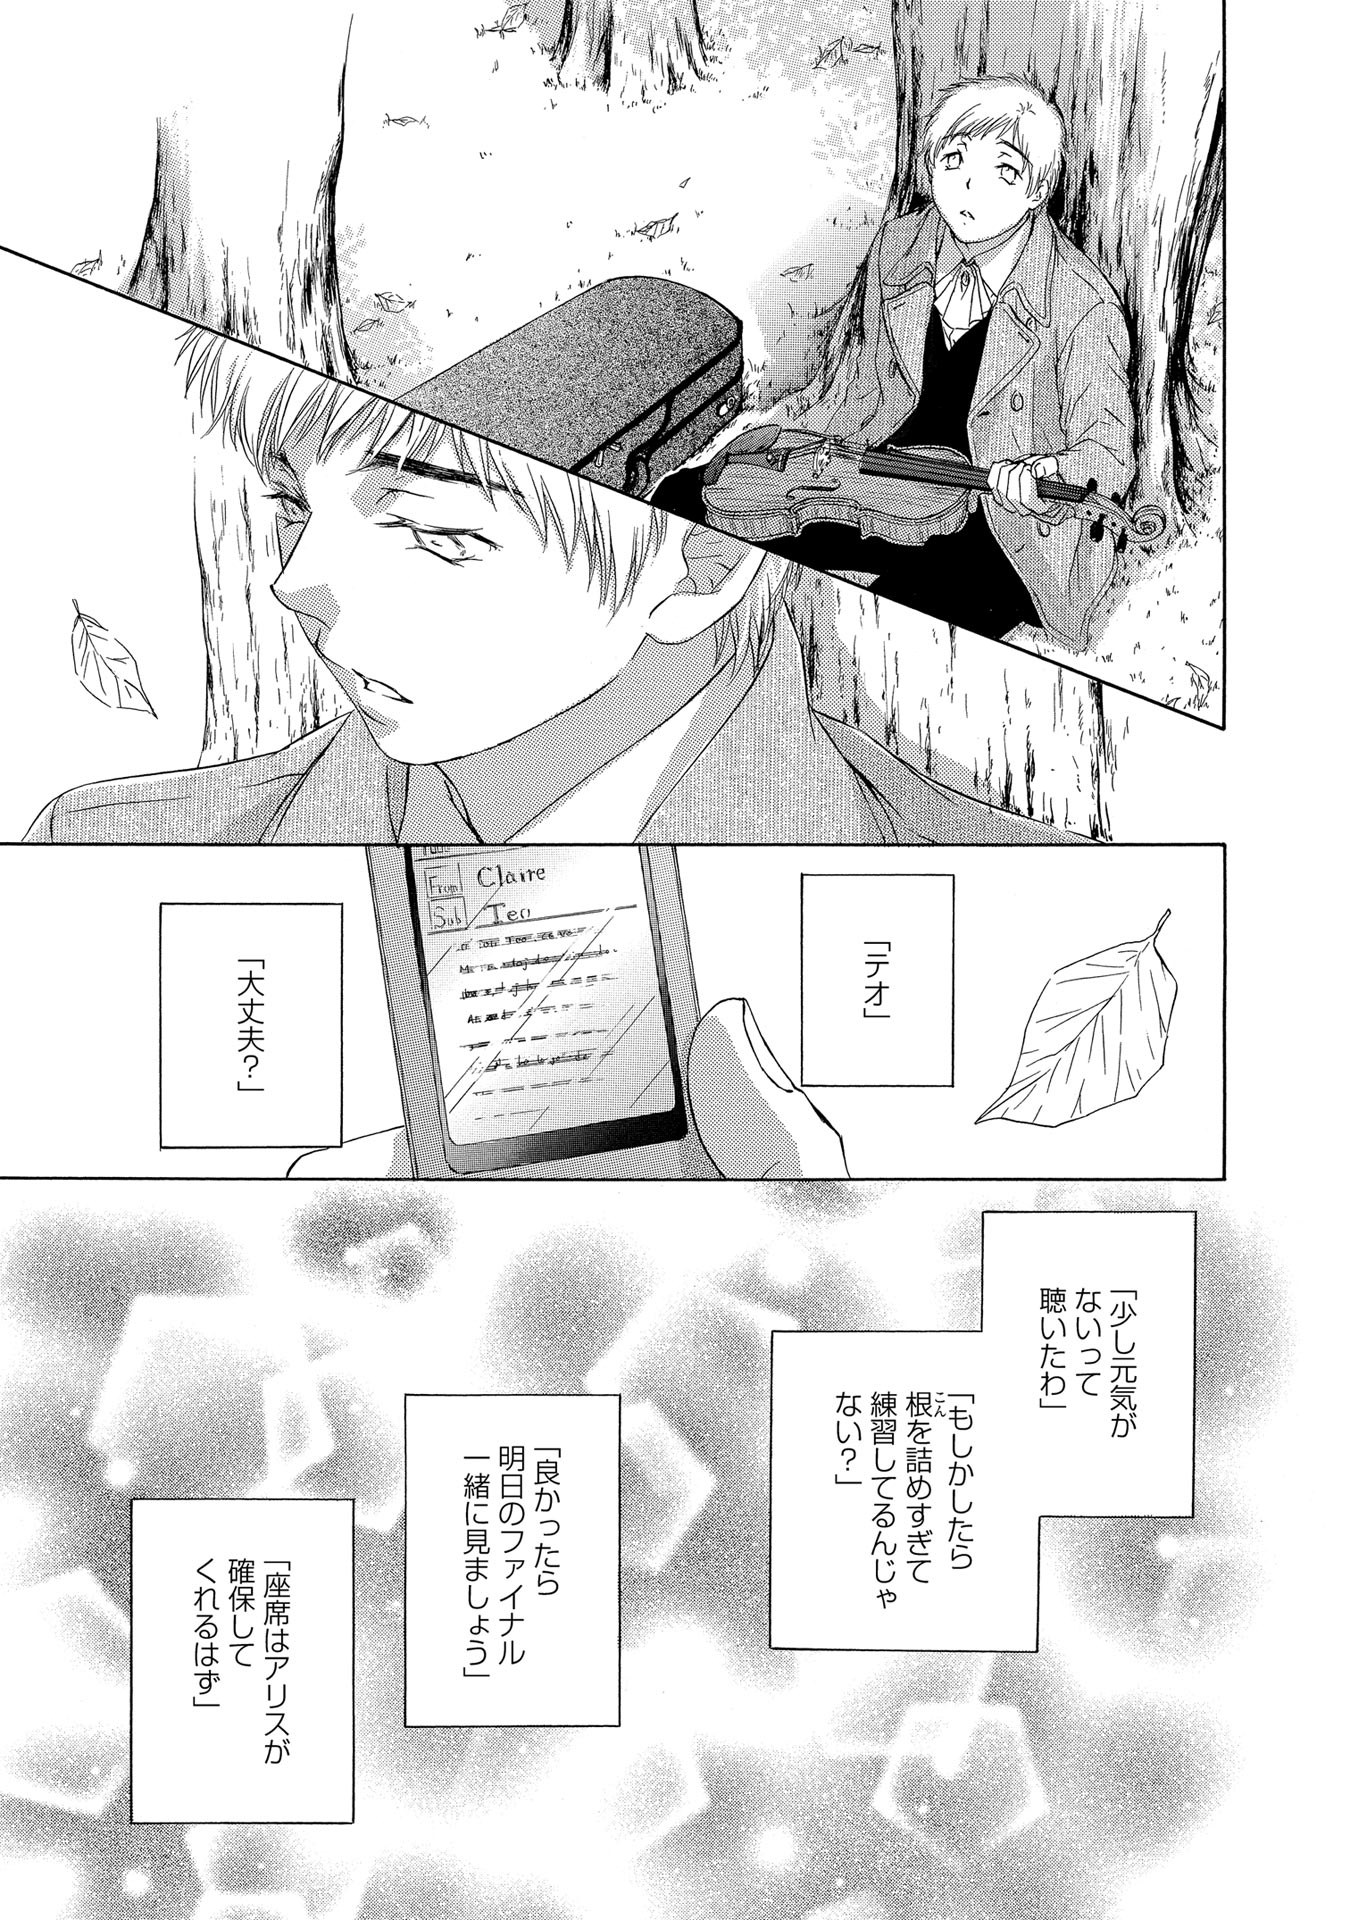 From Claire
Sub Teo
「テオ」
「大丈夫?」
「少し元気が
ないって
聴いたわ」
「もしかしたら
根を詰めすぎて
こん
練習してるんじゃ
ない?」
「良かったら
明日のファイナル
一緒に見ましょう」
「座席はアリスが
確保して
くれるはず」